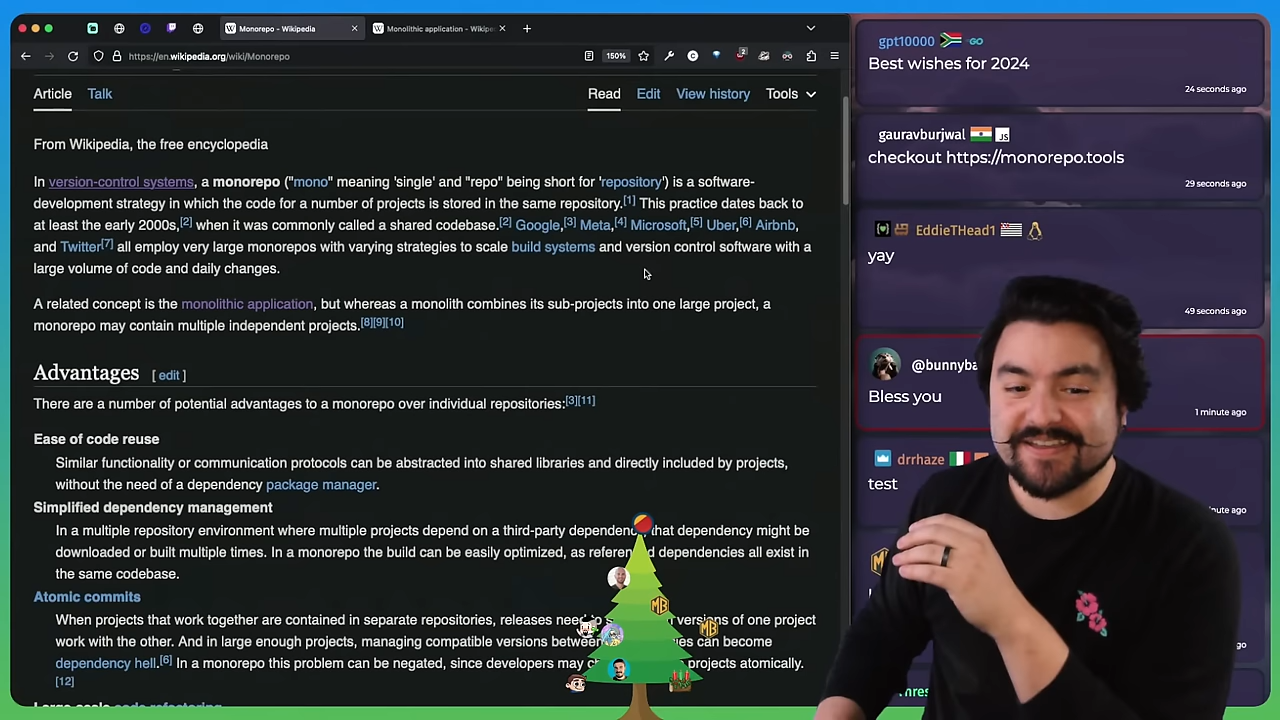 Monorepo - Wikipedia
Monolithic application - Wikipe
https://en.wikipedia.org/wiki/Monorepo
150%
2
Article
Talk
Read
Edit
View history
Tools
From Wikipedia, the free encyclopedia
In version-control systems, a monorepo ("mono" meaning 'single' and "repo" being short for 'repository') is a software-
development strategy in which the code for a number of projects is stored in the same repository.[1] This practice dates back to
at least the early 2000s,[2] when it was commonly called a shared codebase.[2] Google,[3] Meta,[4] Microsoft,[5] Uber,[6] Airbnb,
and Twitter[7] all employ very large monorepos with varying strategies to scale build systems and version control software with a
large volume of code and daily changes.
A related concept is the monolithic application, but whereas a monolith combines its sub-projects into one large project, a
monorepo may contain multiple independent projects.[8][9][10]
Advantages [ edit ]
There are a number of potential advantages to a monorepo over individual repositories:[3][11]
Ease of code reuse
Similar functionality or communication protocols can be abstracted into shared libraries and directly included by projects,
without the need of a dependency package manager.
Simplified dependency management
In a multiple repository environment where multiple projects depend on a third-party dependenc that dependency might be
downloaded or built multiple times. In a monorepo the build can be easily optimized, as referen d dependencies all exist in
the same codebase.
Atomic commits
When projects that work together are contained in separate repositories, releases need versions of one project
work with the other. And in large enough projects, managing compatible versions betwe can become
dependency hell.[6] In a monorepo this problem can be negated, since developers may ch projects atomically.
[12]
Large-scale code refactoring
MB
MB
gpt10000 GO
Best wishes for 2024
24 seconds ago
gauravburjwal JS
checkout https://monorepo.tools
29 seconds ago
EddieTHead1
yay
49 seconds ago
@bunnyba
Bless you
1 minute ago
drrhaze
test
nute ago